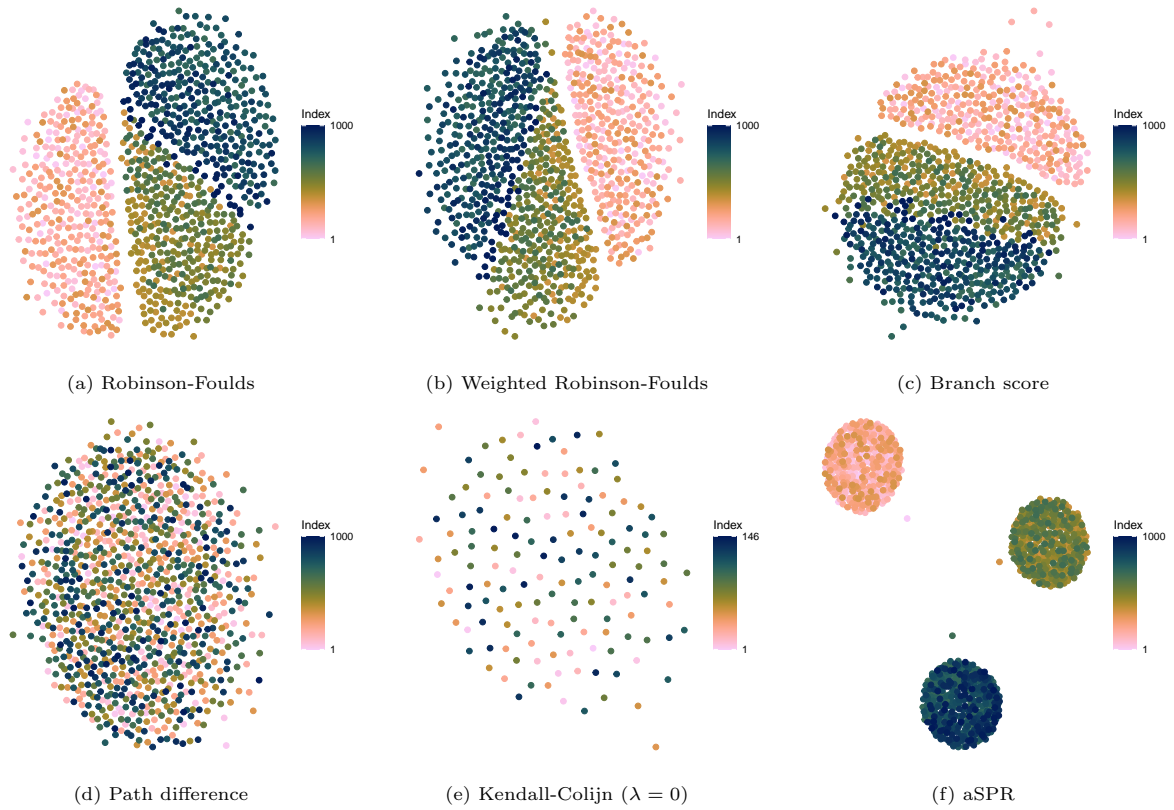 Index
1000
1
Index
1000
1
Index
1000
1
(a) Robinson-Foulds
(b) Weighted Robinson-Foulds
(c) Branch score
Index
1000
1
Index
146
1
Index
1000
1
(d) Path difference
(e) Kendall-Colijn (λ = 0)
(f) aSPR